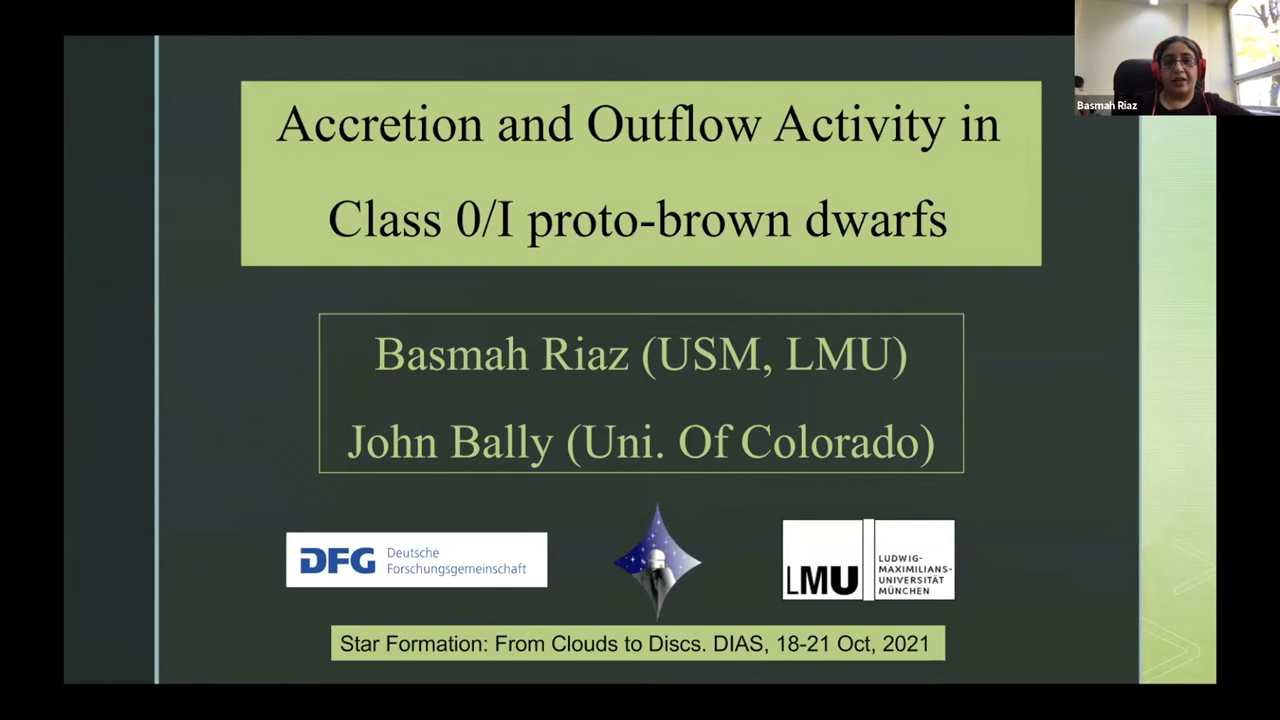 Accretion and Outflow Activity in
Class 0/I proto-brown dwarfs
Basmah Riaz (USM, LMU)
John Bally (Uni. Of Colorado)
DFG
Deutsche
Forschungsgemeinschaft
LMU
LUDWIG-
MAXIMILIANS-
UNIVERSITÄT
MÜNCHEN
Star Formation: From Clouds to Discs. DIAS, 18-21 Oct, 2021
Basmah Riaz